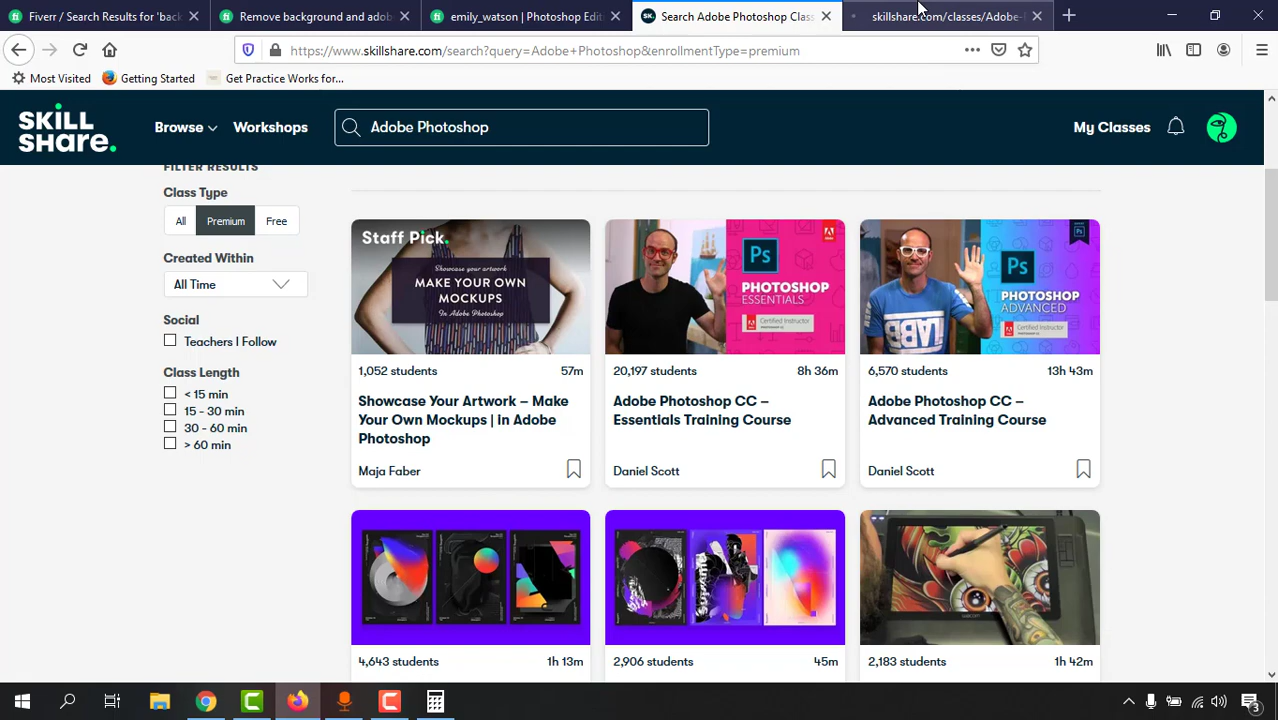 Fiverr / Search Results for 'back
Remove background and adob
emily_watson | Photoshop Edit
SK.
Search Adobe Photoshop Clas
skillshare.com/classes/Adobe-
https://www.skillshare.com/search?query=Adobe+Photoshop&enrollmentType=premium
Most Visited
Getting Started
Get Practice Works for...
SKILL
SHARE.
Browse
Workshops
Adobe Photoshop
My Classes
FILTER RESULTS
Class Type
All
Premium
Free
Created Within
All Time
Social
Teachers I Follow
Class Length
< 15 min
15 - 30 min
30 - 60 min
> 60 min
Staff Pick.
Showcase your artwork
MAKE YOUR OWN
MOCKUPS
In Adobe Photoshop
1,052 students
57m
Showcase Your Artwork – Make
Your Own Mockups | in Adobe
Photoshop
Maja Faber
Ps
PHOTOSHOP
ESSENTIALS
Certified Instructor
20,197 students
8h 36m
Adobe Photoshop CC –
Essentials Training Course
Daniel Scott
Ps
PHOTOSHOP
ADVANCED
Certified Instructor
6,570 students
13h 43m
Adobe Photoshop CC –
Advanced Training Course
Daniel Scott
4,643 students
1h 13m
2,906 students
45m
2,183 students
1h 42m
3